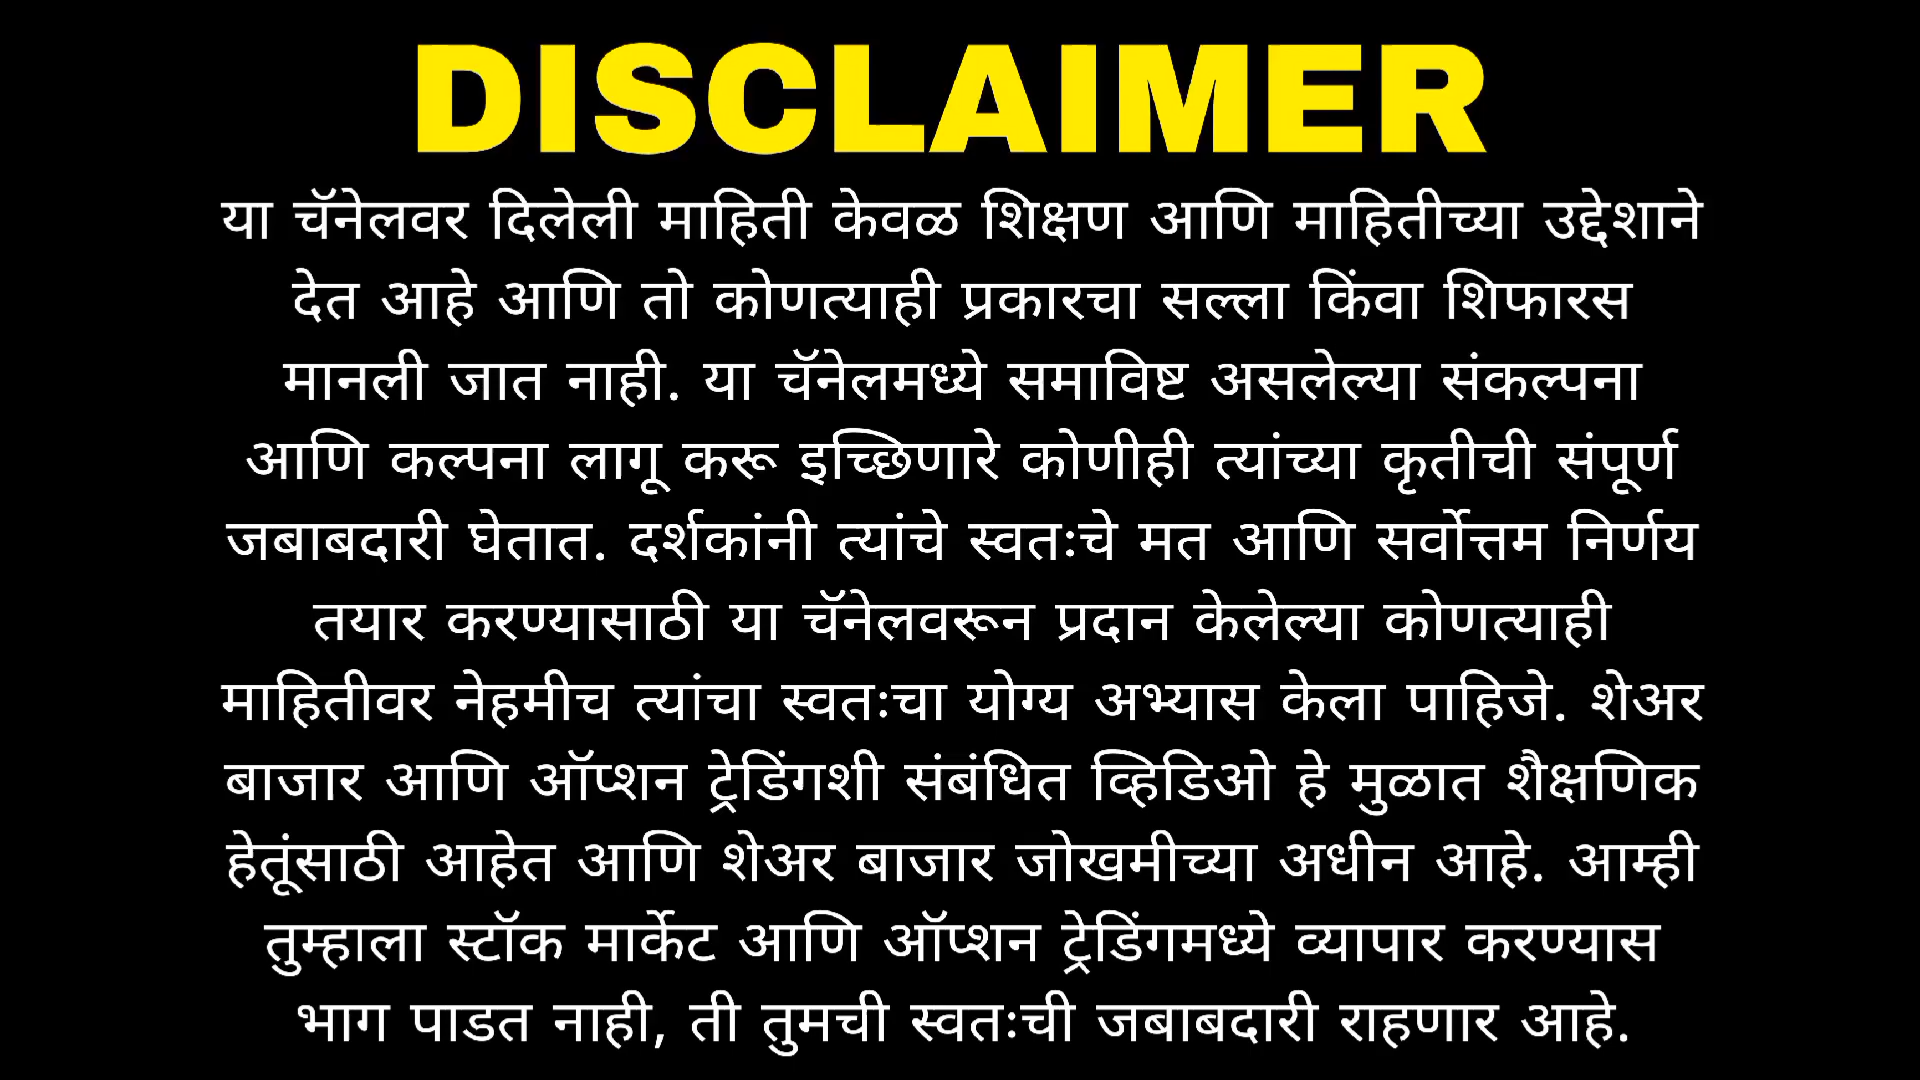 DISCLAIMER
या चॅनेलवर दिलेली माहिती केवळ शिक्षण आणि माहितीच्या उद्देशाने
देत आहे आणि तो कोणत्याही प्रकारचा सल्ला किंवा शिफारस
मानली जात नाही. या चॅनेलमध्ये समाविष्ट असलेल्या संकल्पना
आणि कल्पना लागू करू इच्छिणारे कोणीही त्यांच्या कृतीची संपूर्ण
जबाबदारी घेतात. दर्शकांनी त्यांचे स्वतःचे मत आणि सर्वोत्तम निर्णय
तयार करण्यासाठी या चॅनेलवरून प्रदान केलेल्या कोणत्याही
माहितीवर नेहमीच त्यांचा स्वतःचा योग्य अभ्यास केला पाहिजे. शेअर
बाजार आणि ऑप्शन ट्रेडिंगशी संबंधित व्हिडिओ हे मुळात शैक्षणिक
हेतूंसाठी आहेत आणि शेअर बाजार जोखमीच्या अधीन आहे. आम्ही
तुम्हाला स्टॉक मार्केट आणि ऑप्शन ट्रेडिंगमध्ये व्यापार करण्यास
भाग पाडत नाही, ती तुमची स्वतःची जबाबदारी राहणार आहे.